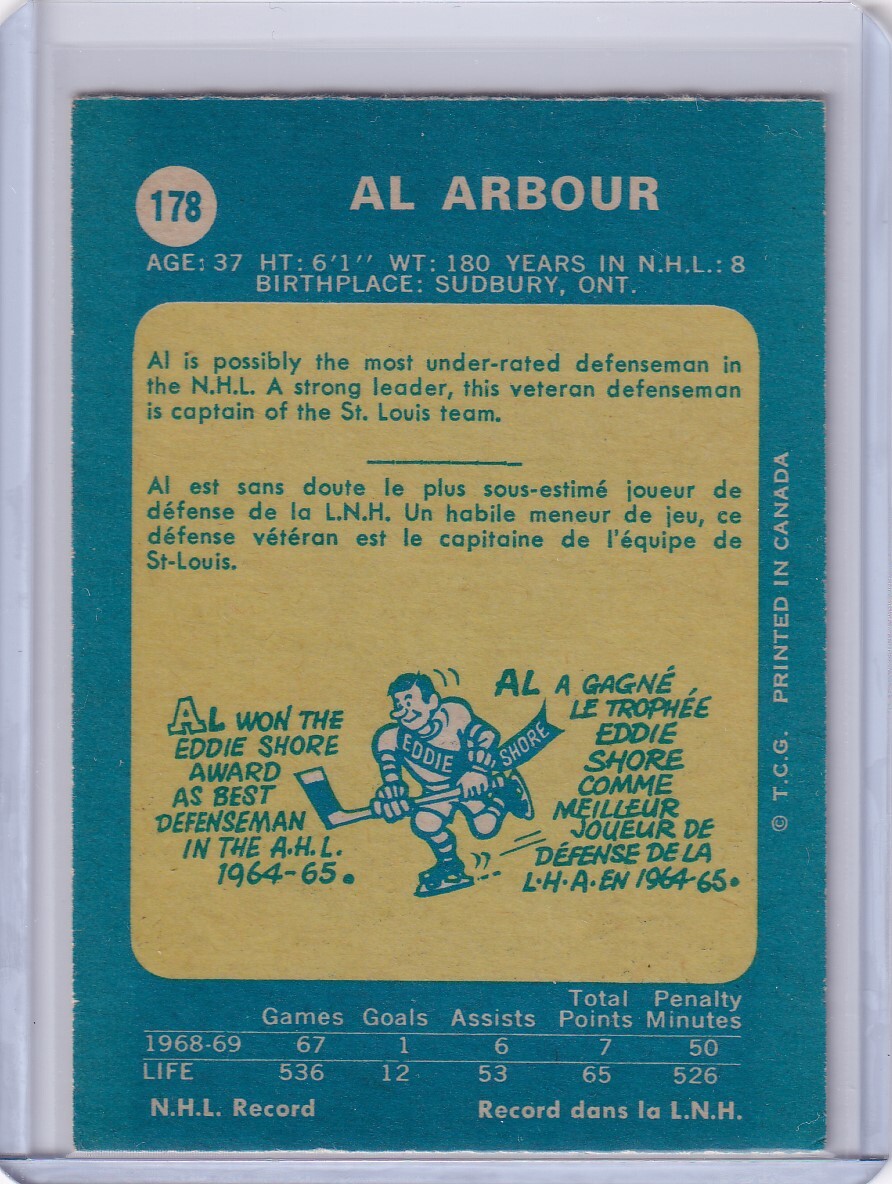 178
AL ARBOUR
AGE: 37 HT: 6'1'' WT: 180 YEARS IN N.H.L.: 8
BIRTHPLACE: SUDBURY, ONT.
Al is possibly the most under-rated defenseman in
the N.H.L. A strong leader, this veteran defenseman
is captain of the St. Louis team.
Al est sans doute le plus sous-estimé joueur de
défense de la L.N.H. Un habile meneur de jeu, ce
défense vétéran est le capitaine de l'équipe de
St-Louis.
AL WON THE
EDDIE SHORE
AWARD
AS BEST
DEFENSEMAN
IN THE A.H.L.
1964-65.
EDDIE
SHORE
AL A GAGNÉ
LE TROPHÉE
EDDIE
SHORE
COMME
MEILLEUR
JOUEUR DE
DÉFENSE DE LA
L.H.A. EN 1964-65.
© T.C.G. PRINTED IN CANADA
Total Penalty
Games Goals Assists Points Minutes
1968-69 67 1 6 7 50
LIFE 536 12 53 65 526
N.H.L. Record Record dans la L.N.H.